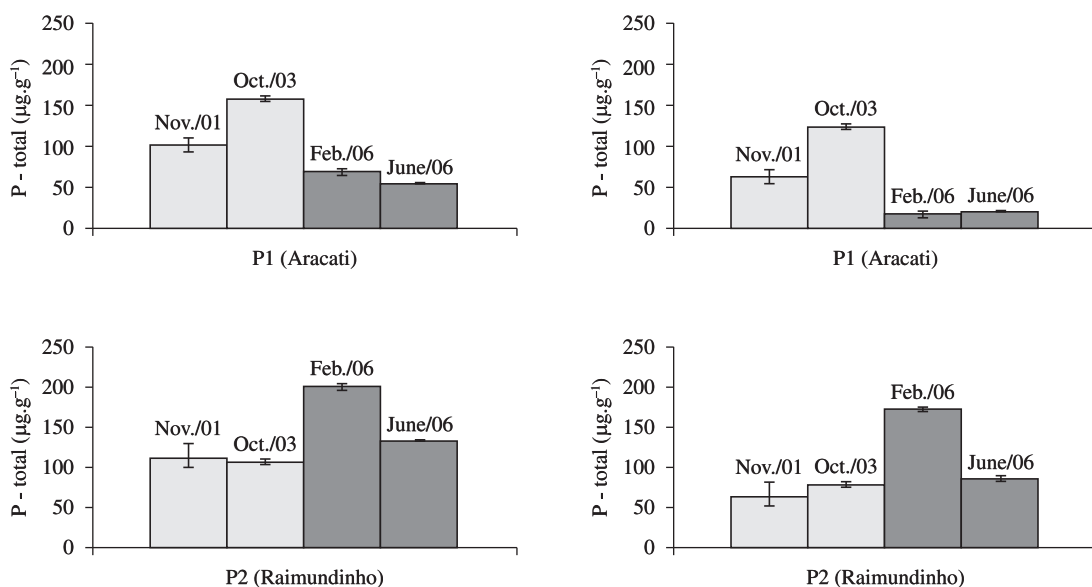 250
200
150
100
50
0
P - total (µg.g⁻¹)
Nov./01
Oct./03
Feb./06
June/06
P1 (Aracati)
250
200
150
100
50
0
P - total (µg.g⁻¹)
Nov./01
Oct./03
Feb./06
June/06
P1 (Aracati)
250
200
150
100
50
0
P - total (µg.g⁻¹)
Nov./01
Oct./03
Feb./06
June/06
P2 (Raimundinho)
250
200
150
100
50
0
P - total (µg.g⁻¹)
Nov./01
Oct./03
Feb./06
June/06
P2 (Raimundinho)